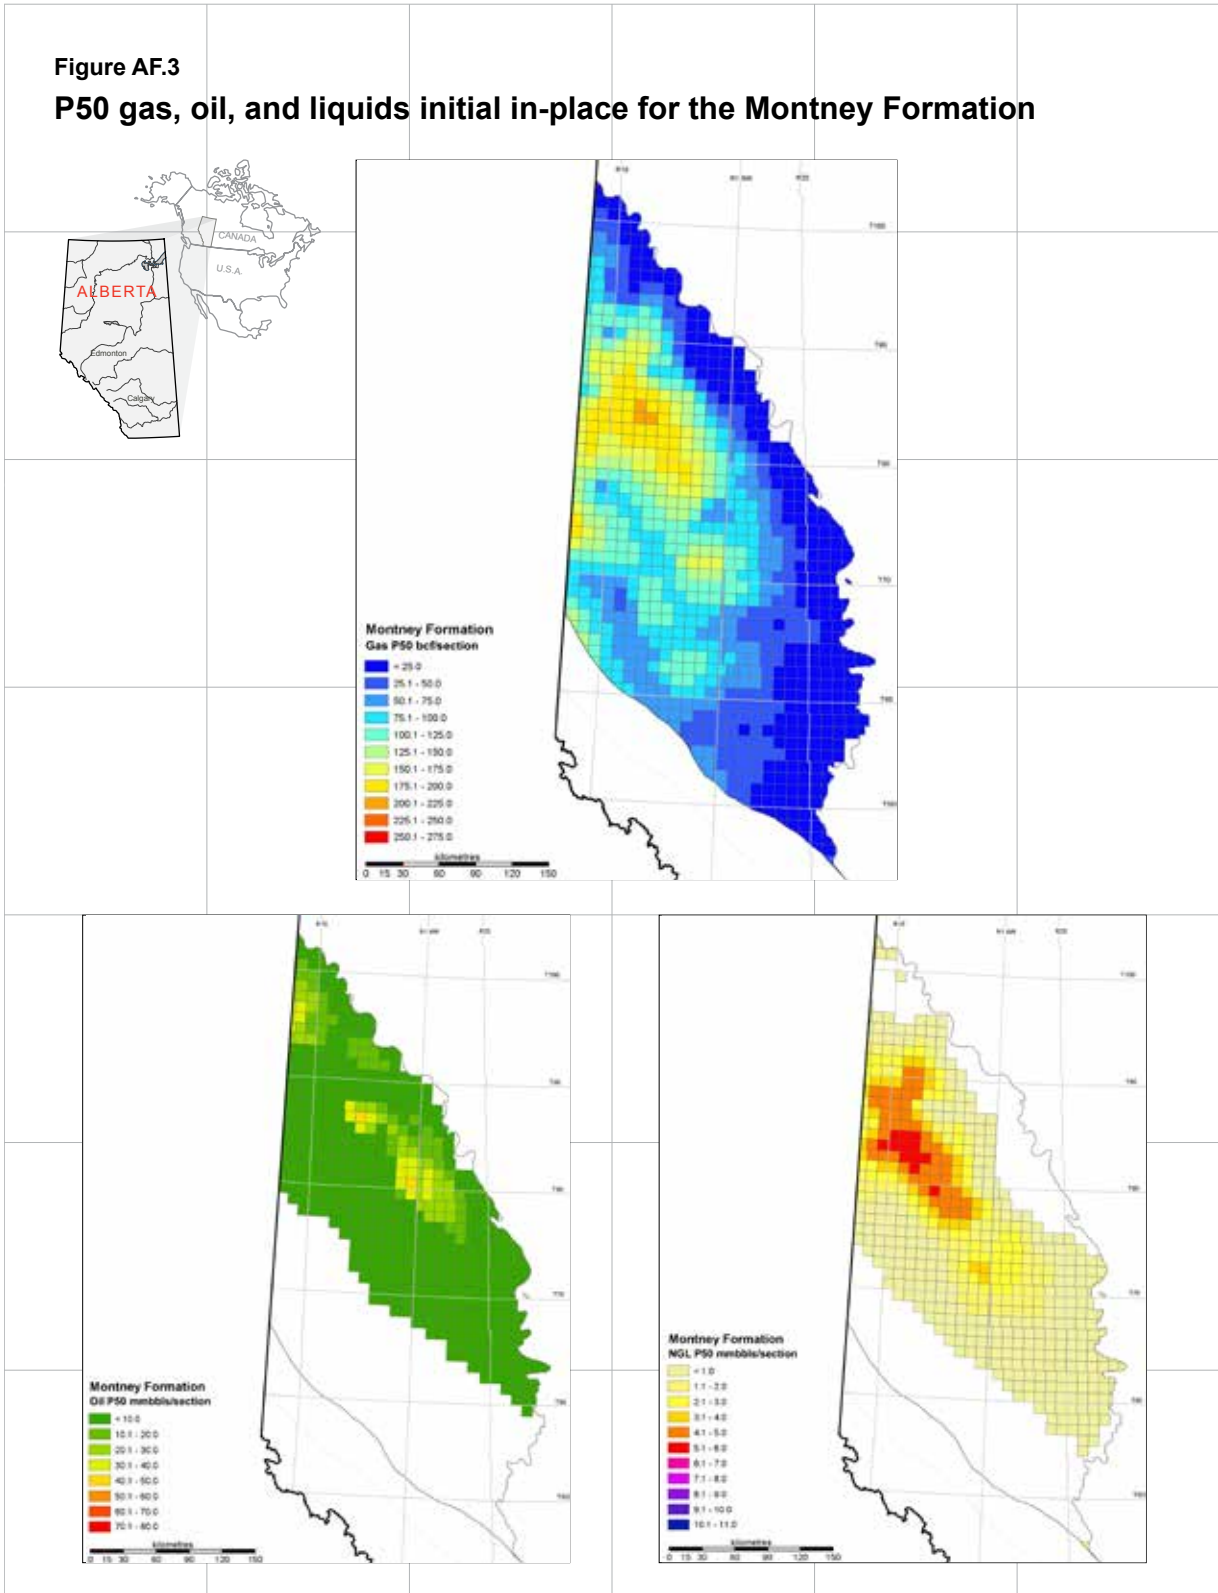 Figure AF.3
P50 gas, oil, and liquids initial in-place for the Montney Formation
CANADA
U.S.A.
ALBERTA
Edmonton
Calgary
T100
T70
Montney Formation
Gas P50 bcf/section
< 25.0
25.1 - 50.0
50.1 - 75.0
75.1 - 100.0
100.1 - 125.0
125.1 - 150.0
150.1 - 175.0
175.1 - 200.0
200.1 - 225.0
225.1 - 250.0
250.1 - 275.0
kilometres
0 15 30 60 90 120 150
Montney Formation
Oil P50 mmbbls/section
< 10.0
10.1 - 20.0
20.1 - 30.0
30.1 - 40.0
40.1 - 50.0
50.1 - 60.0
60.1 - 70.0
70.1 - 80.0
kilometres
0 15 30 60 90 120 150
Montney Formation
NGL P50 mmbbls/section
< 1.0
1.1 - 2.0
2.1 - 3.0
3.1 - 4.0
4.1 - 5.0
5.1 - 6.0
6.1 - 7.0
7.1 - 8.0
8.1 - 9.0
9.1 - 10.0
10.1 - 11.0
kilometres
0 15 30 60 90 120 150